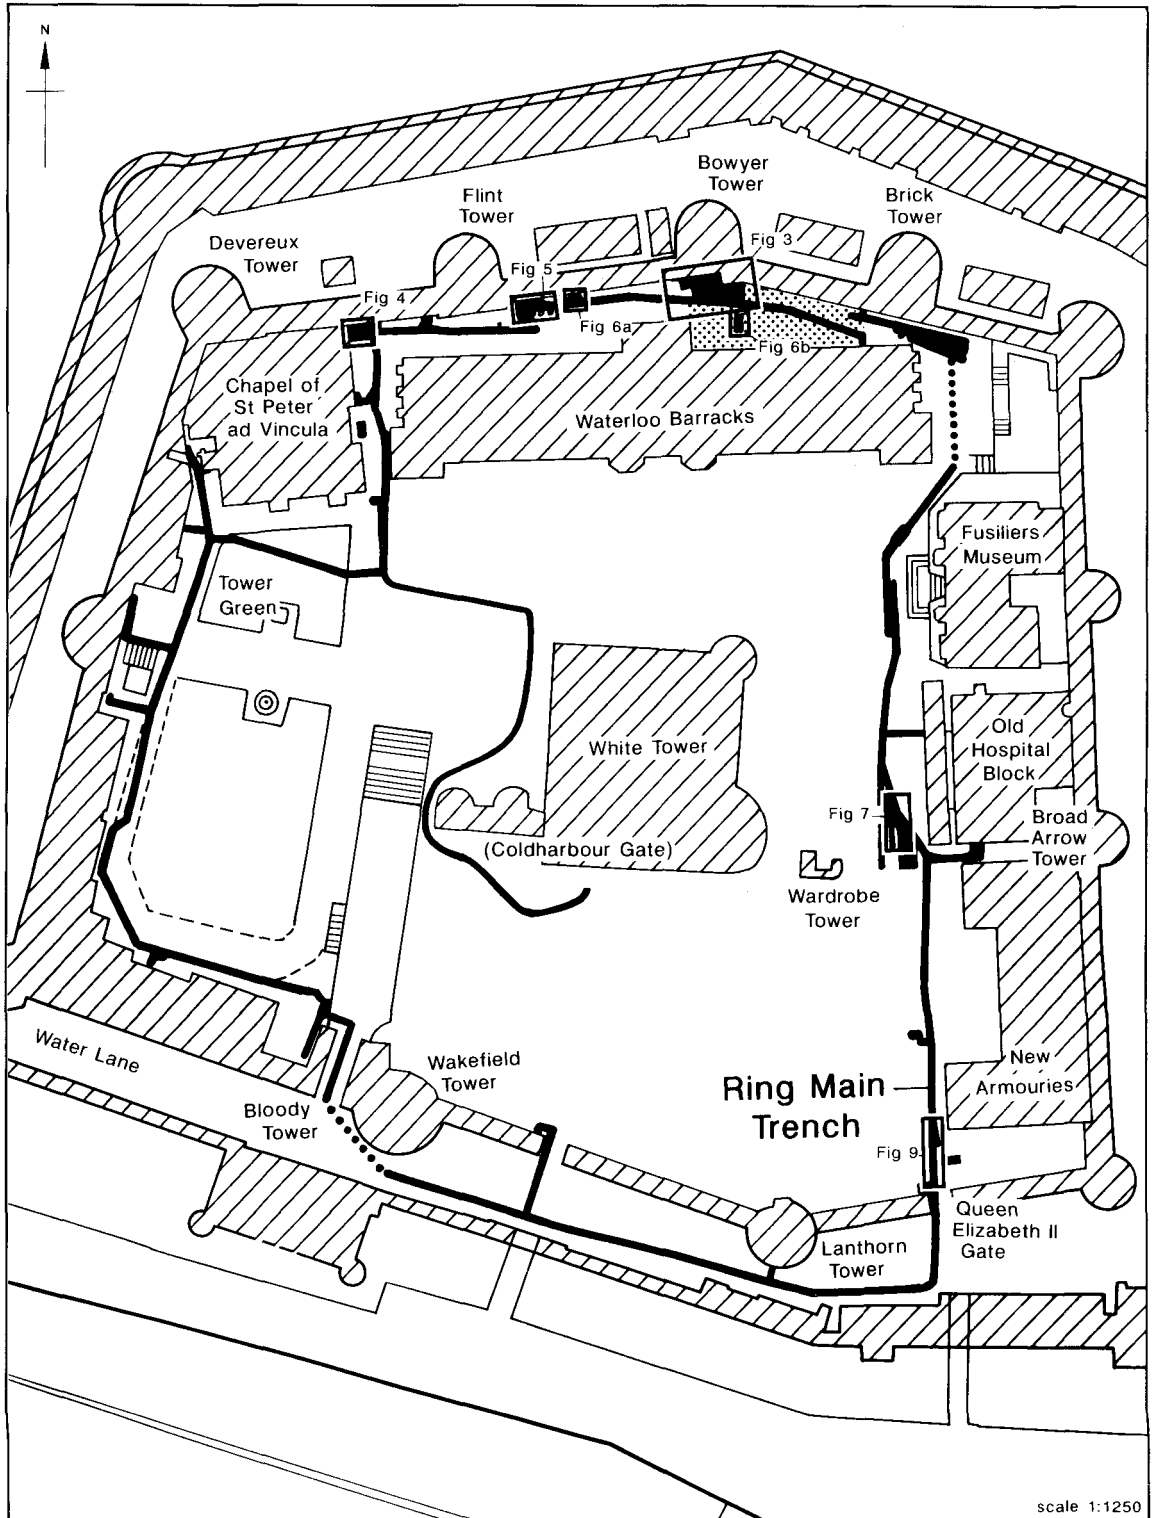 N
Bowyer
Tower
Flint
Tower
Brick
Tower
Devereux
Tower
Fig 3
Fig 5
Fig 4
Fig 6a
Fig 6b
Chapel of
St Peter
ad Vincula
Waterloo Barracks
Fusiliers
Museum
Tower
Green
White Tower
Old
Hospital
Block
Fig 7
Broad
Arrow
Tower
(Coldharbour Gate)
Wardrobe
Tower
Water Lane
Wakefield
Tower
New
Armouries
Ring Main
Trench
Bloody
Tower
Fig 9
Queen
Elizabeth II
Gate
Lanthorn
Tower
scale 1:1250